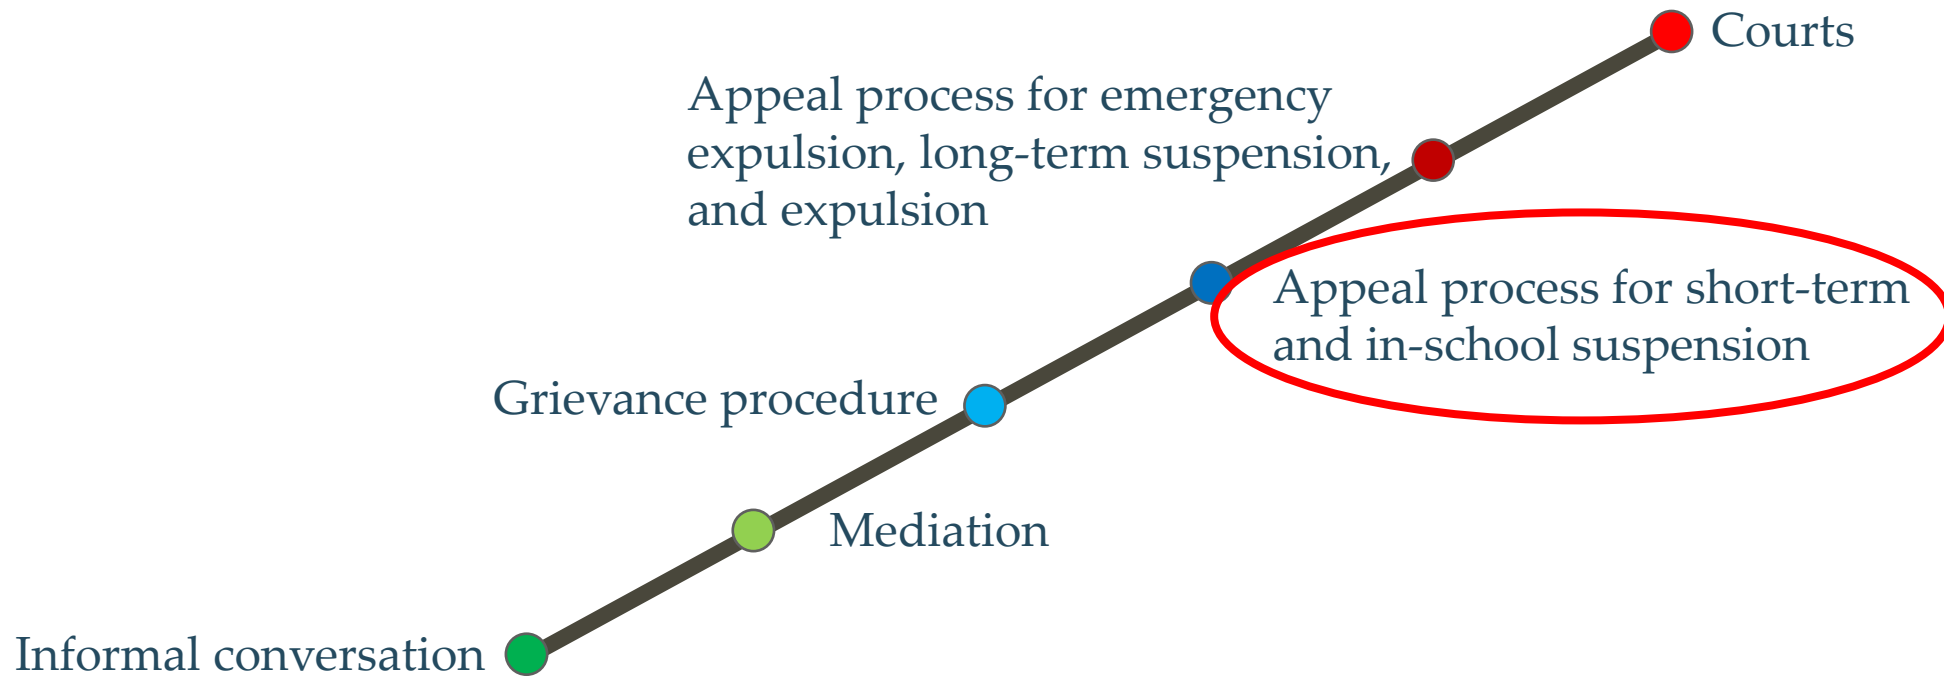 Courts
Appeal process for emergency
expulsion, long-term suspension,
and expulsion
Appeal process for short-term
and in-school suspension
Grievance procedure
Mediation
Informal conversation